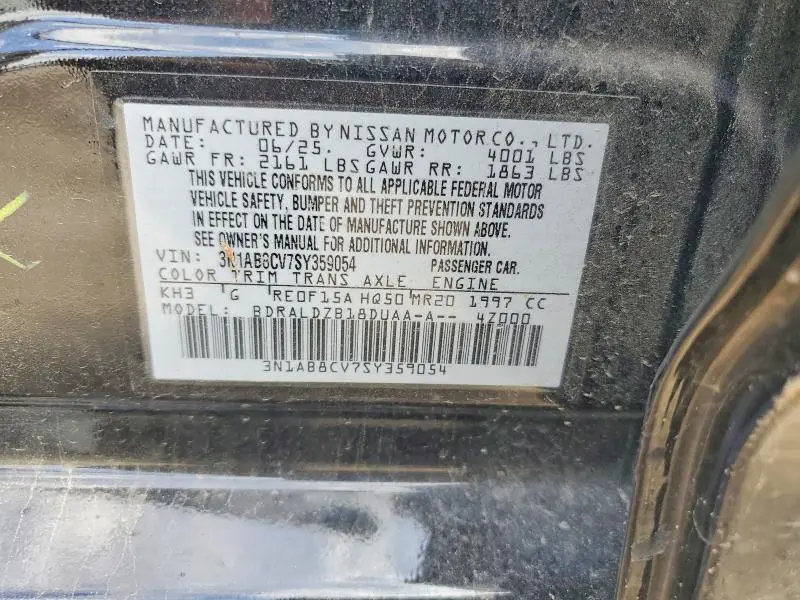 MANUFACTURED BY NISSAN MOTOR CO., LTD.
DATE: 06/25. GVWR: 4001 LBS
GAWR FR: 2161 LBS GAWR RR: 1863 LBS
THIS VEHICLE CONFORMS TO ALL APPLICABLE FEDERAL MOTOR
VEHICLE SAFETY, BUMPER AND THEFT PREVENTION STANDARDS
IN EFFECT ON THE DATE OF MANUFACTURE SHOWN ABOVE.
SEE OWNER'S MANUAL FOR ADDITIONAL INFORMATION.
VIN: 3N1AB8CV7SY359054 PASSENGER CAR.
COLOR TRIM TRANS AXLE ENGINE
KH3 G RE0F15A HQ50 MR20 1997 CC
MODEL: BDRALDZB18DUAA-A-- 4Z000
3N1AB8CV7SY359054